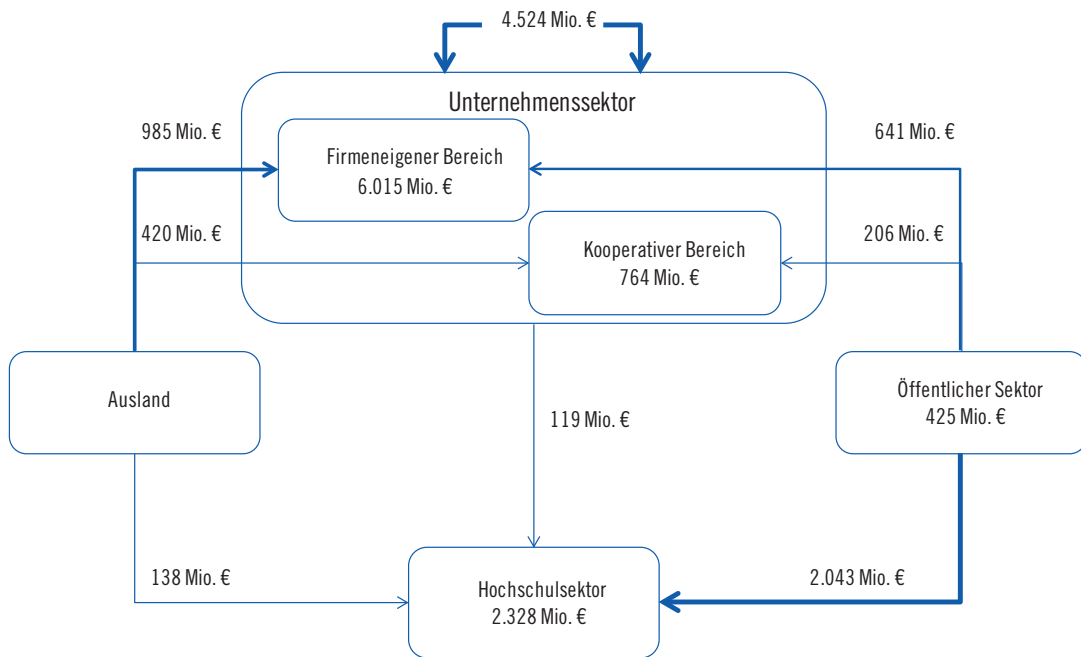 4.524 Mio. €
Unternehmenssektor
985 Mio. €
641 Mio. €
Firmeneigener Bereich
6.015 Mio. €
420 Mio. €
206 Mio. €
Kooperativer Bereich
764 Mio. €
Ausland
Öffentlicher Sektor
425 Mio. €
119 Mio. €
138 Mio. €
2.043 Mio. €
Hochschulsektor
2.328 Mio. €